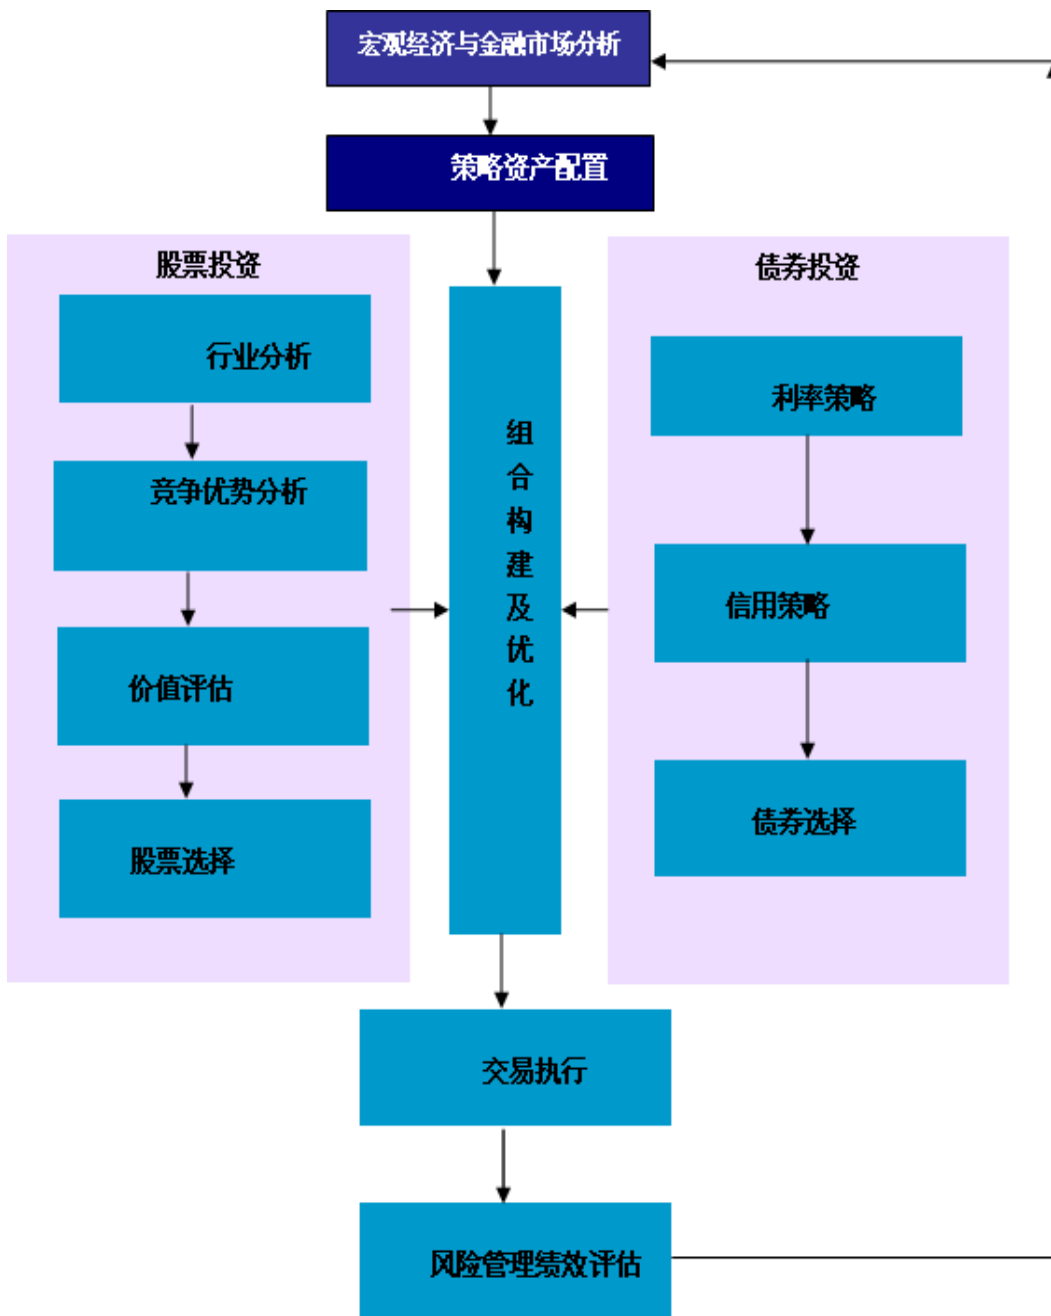 宏观经济与金融市场分析
策略资产配置
股票投资
行业分析
竞争优势分析
价值评估
股票选择
组
合
构
建
及
优
化
债券投资
利率策略
信用策略
债券选择
交易执行
风险管理绩效评估